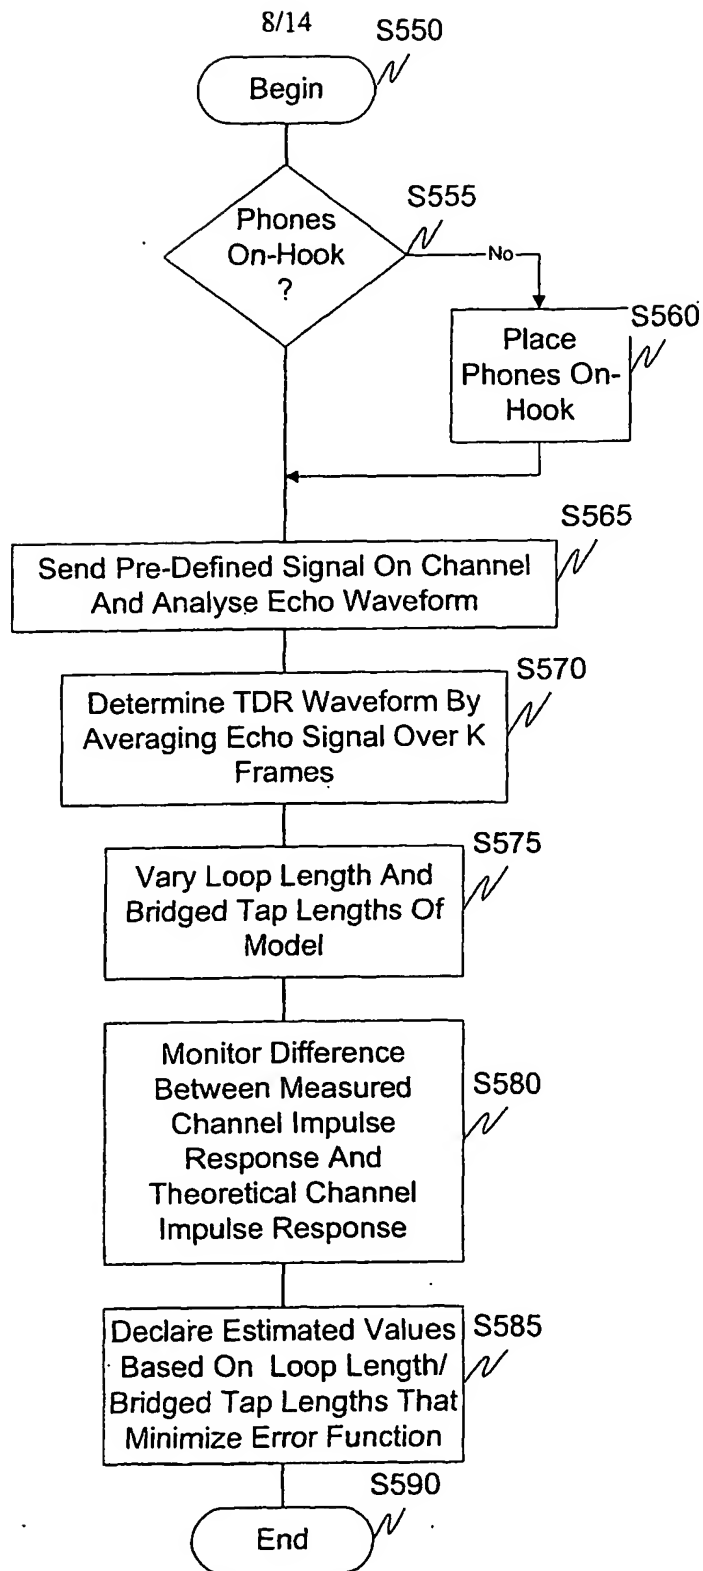 8/14
S550
Begin
S555
Phones
On-Hook
?
No
S560
Place
Phones On-
Hook
S565
Send Pre-Defined Signal On Channel
And Analyse Echo Waveform
S570
Determine TDR Waveform By
Averaging Echo Signal Over K
Frames
S575
Vary Loop Length And
Bridged Tap Lengths Of
Model
Monitor Difference
Between Measured
S580
Channel Impulse
Response And
Theoretical Channel
Impulse Response
Declare Estimated Values
S585
Based On Loop Length/
Bridged Tap Lengths That
Minimize Error Function
S590
End